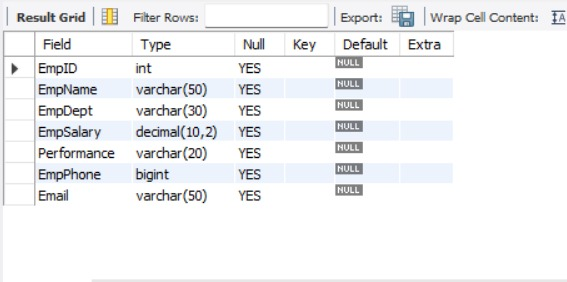 Result Grid Filter Rows: Export: Wrap Cell Content: IA
Field Type Null Key Default Extra
EmpID int YES NULL
EmpName varchar(50) YES NULL
EmpDept varchar(30) YES NULL
EmpSalary decimal(10,2) YES NULL
Performance varchar(20) YES NULL
EmpPhone bigint YES NULL
Email varchar(50) YES NULL